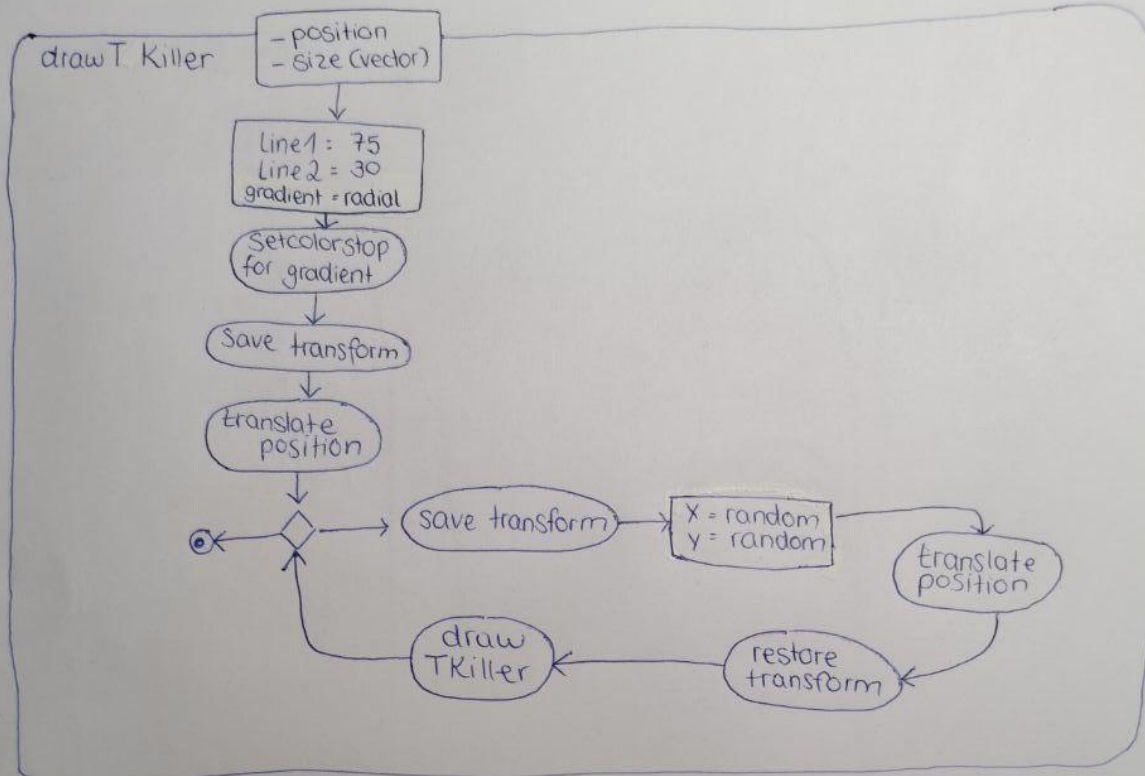 drawT Killer
- position
- size (vector)
Line1 = 75
Line2 = 30
gradient = radial
Setcolorstop
for gradient
save transform
translate
position
save transform
X = random
y = random
translate
position
restore
transform
draw
TKiller